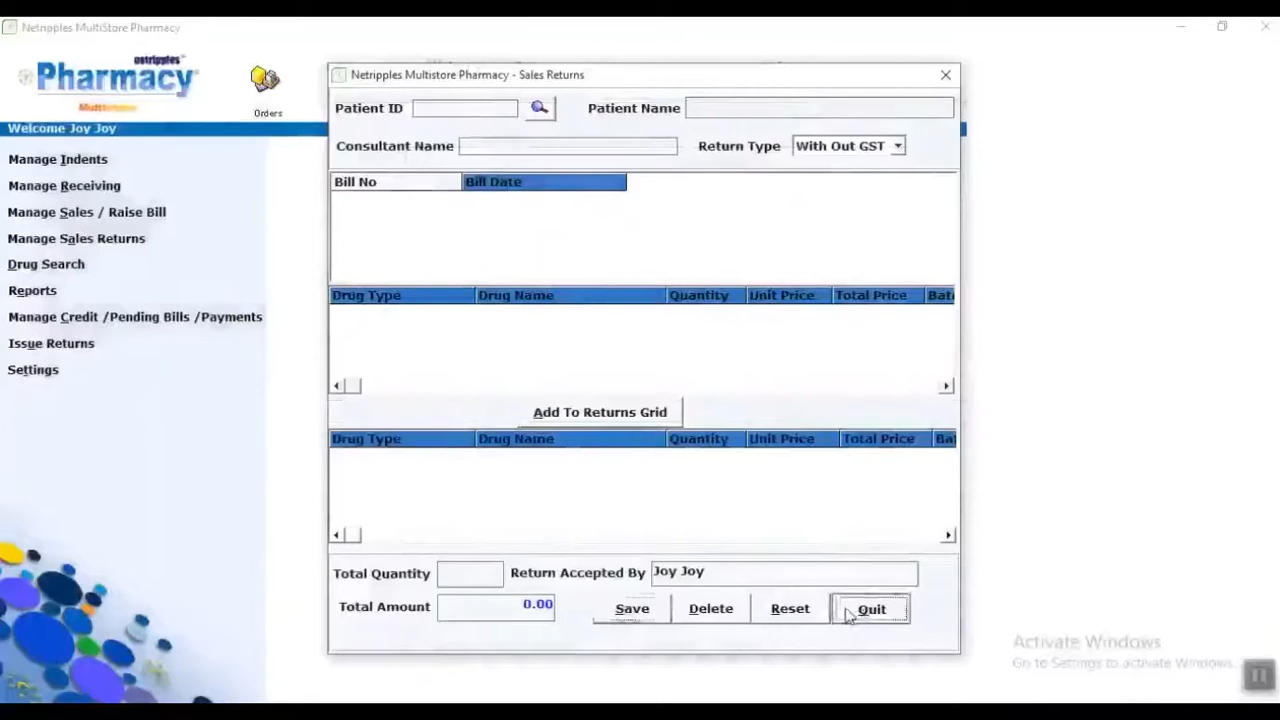 Netripples MultiStore Pharmacy
netripples
Pharmacy
Orders
Welcome Joy Joy
Manage Indents
Manage Receiving
Manage Sales / Raise Bill
Manage Sales Returns
Drug Search
Reports
Manage Credit /Pending Bills /Payments
Issue Returns
Settings
Netripples Multistore Pharmacy - Sales Returns
Patient ID Patient Name
Consultant Name Return Type With Out GST
Bill No Bill Date
Drug Type Drug Name Quantity Unit Price Total Price
Add To Returns Grid
Drug Type Drug Name Quantity Unit Price Total Price
Total Quantity Return Accepted By Joy Joy
Total Amount 0.00 Save Delete Reset Quit
Activate Windows
Go to Settings to activate Windows.